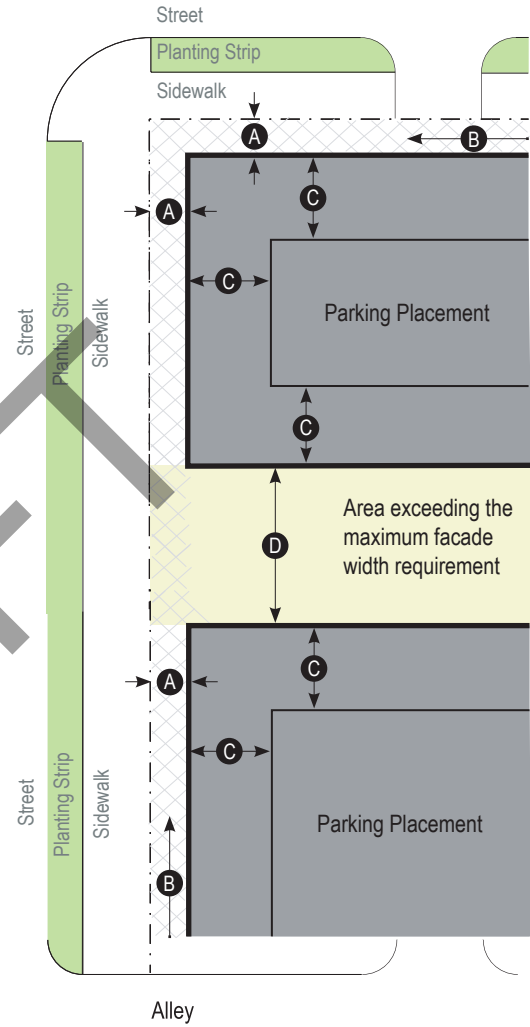 Street
Planting Strip
Sidewalk
A
B
A
C
C
Parking Placement
Street
Planting Strip
Sidewalk
C
D
Area exceeding the
maximum facade
width requirement
C
A
C
Street
Planting Strip
Sidewalk
Parking Placement
B
Alley